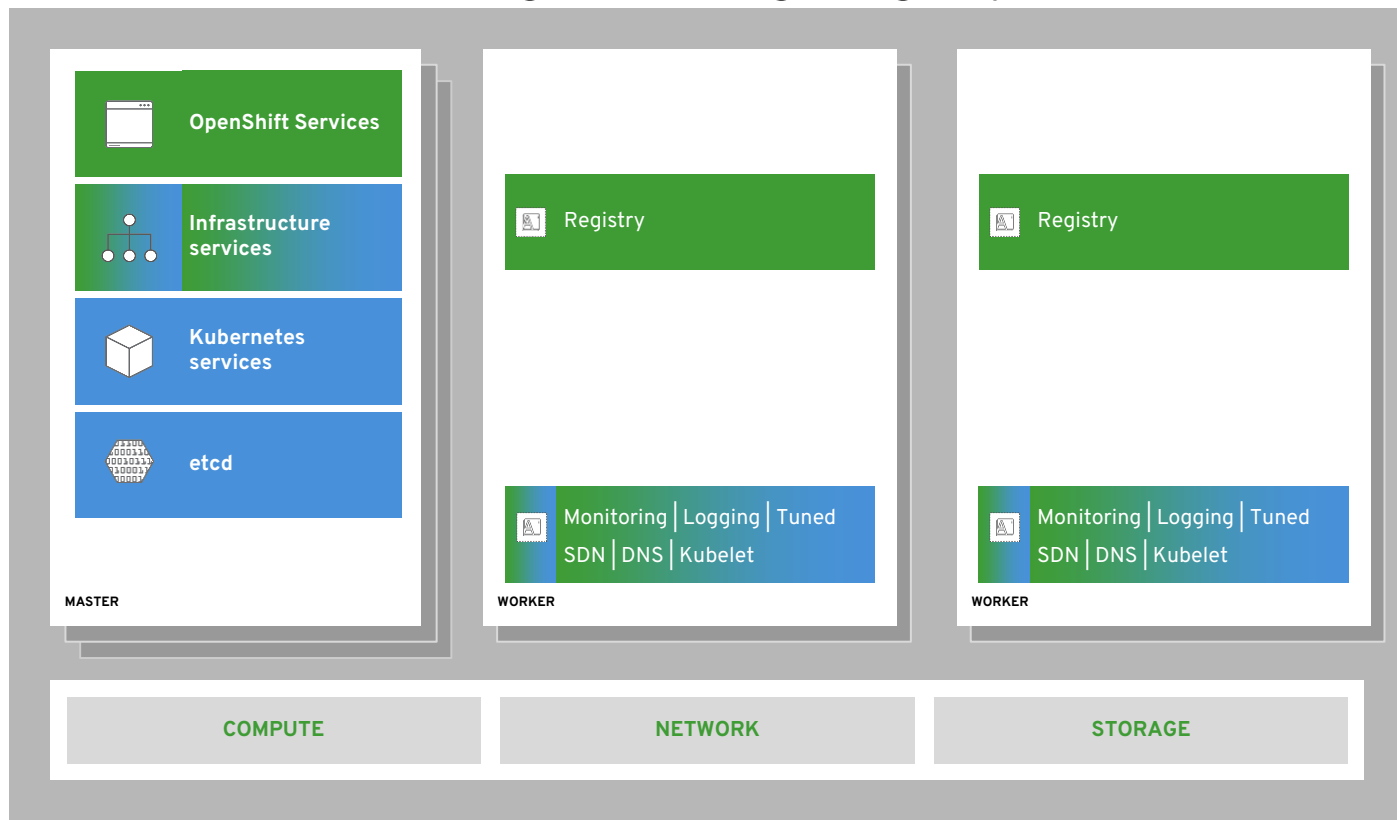 OpenShift Services
Infrastructure
services
Kubernetes
services
etcd
MASTER
Registry
Monitoring | Logging | Tuned
SDN | DNS | Kubelet
WORKER
Registry
Monitoring | Logging | Tuned
SDN | DNS | Kubelet
WORKER
COMPUTE
NETWORK
STORAGE